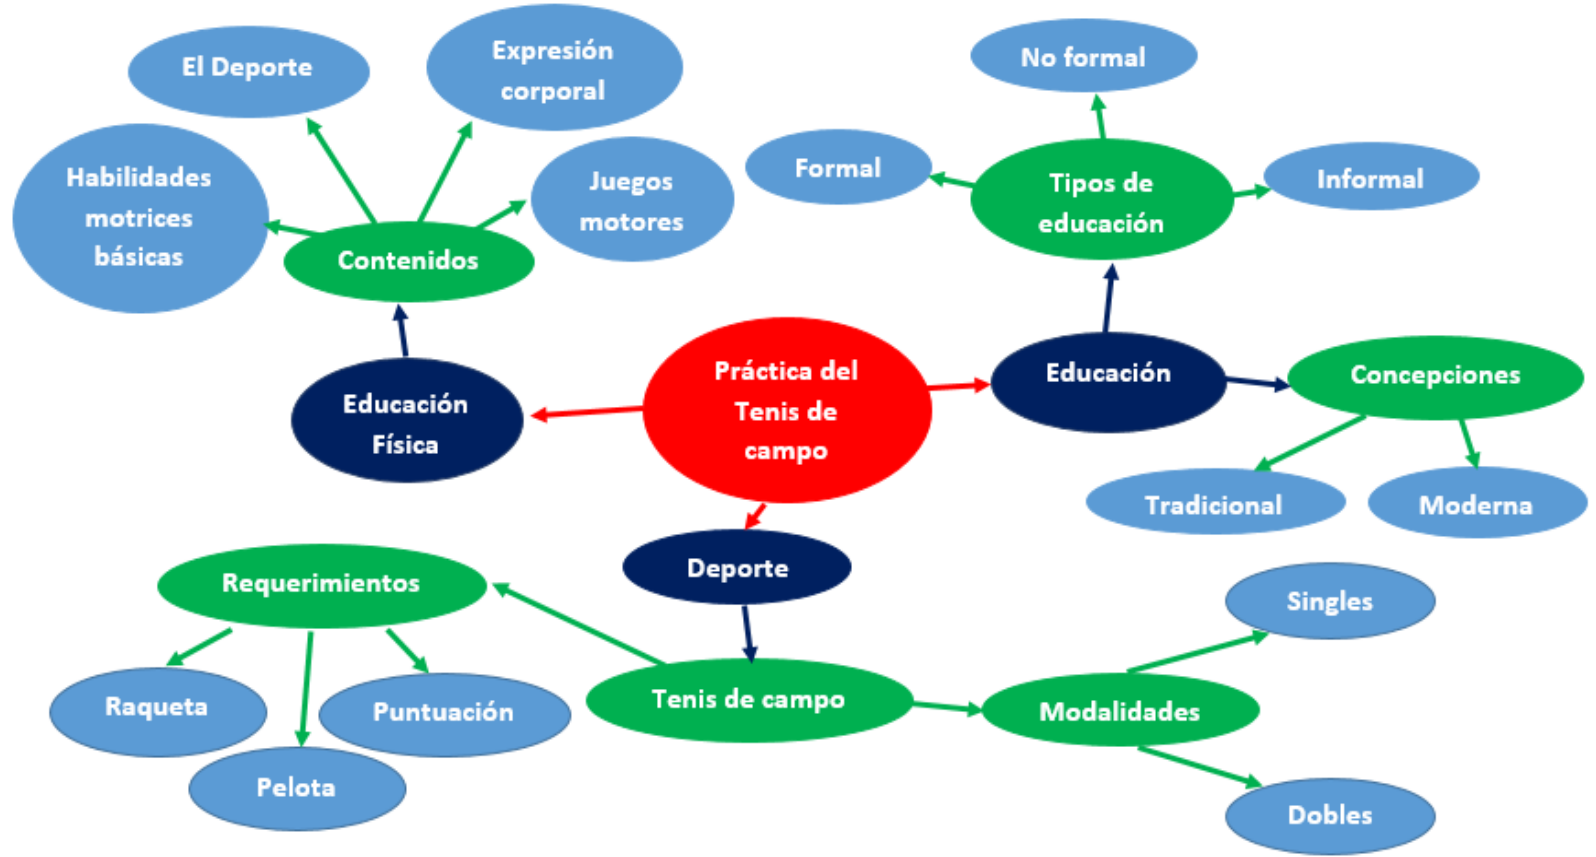 El Deporte
Expresión
corporal
No formal
Habilidades
motrices
básicas
Juegos
motores
Formal
Tipos de
educación
Informal
Contenidos
Educación
Física
Práctica del
Tenis de
campo
Educación
Concepciones
Tradicional
Moderna
Requerimientos
Deporte
Singles
Raqueta
Puntuación
Tenis de campo
Modalidades
Pelota
Dobles